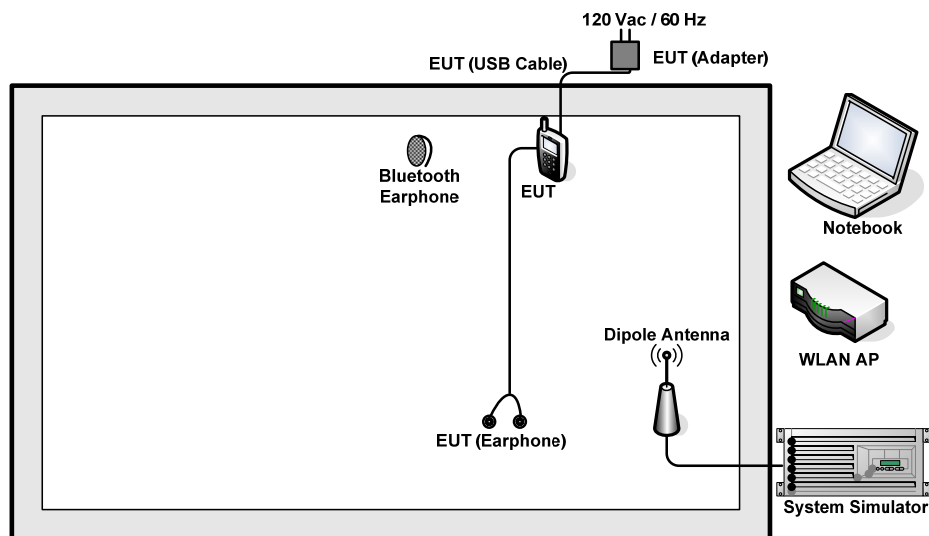 120 Vac / 60 Hz
EUT (USB Cable)
EUT (Adapter)
Bluetooth
Earphone
EUT
Notebook
Dipole Antenna
WLAN AP
EUT (Earphone)
System Simulator